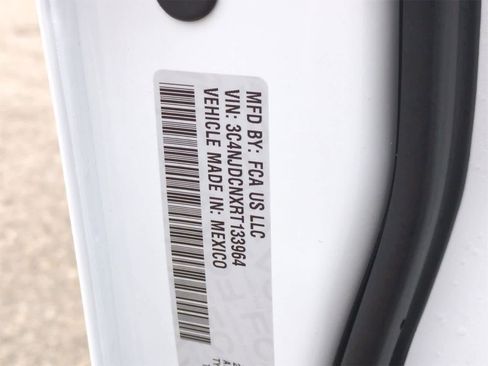 MFD BY: FCA US LLC
VIN: 3C4NJDCNXRT133964
VEHICLE MADE IN: MEXICO